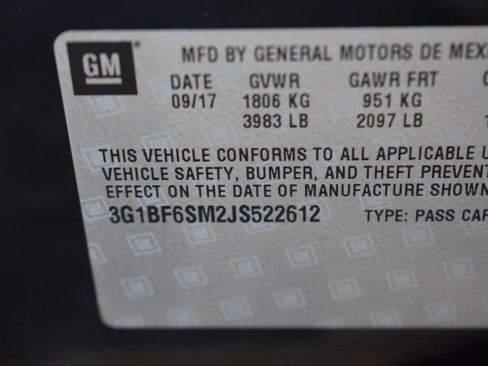 GM
MFD BY GENERAL MOTORS DE
DATE GVWR GAWR FRT
09/17 1806 KG 951 KG
3983 LB 2097 LB
THIS VEHICLE CONFORMS TO ALL APPLICABLE
VEHICLE SAFETY, BUMPER, AND THEFT
EFFECT ON THE DATE OF MANUFACTURE SHOWN
3G1BF6SM2JS522612 TYPE: PASS